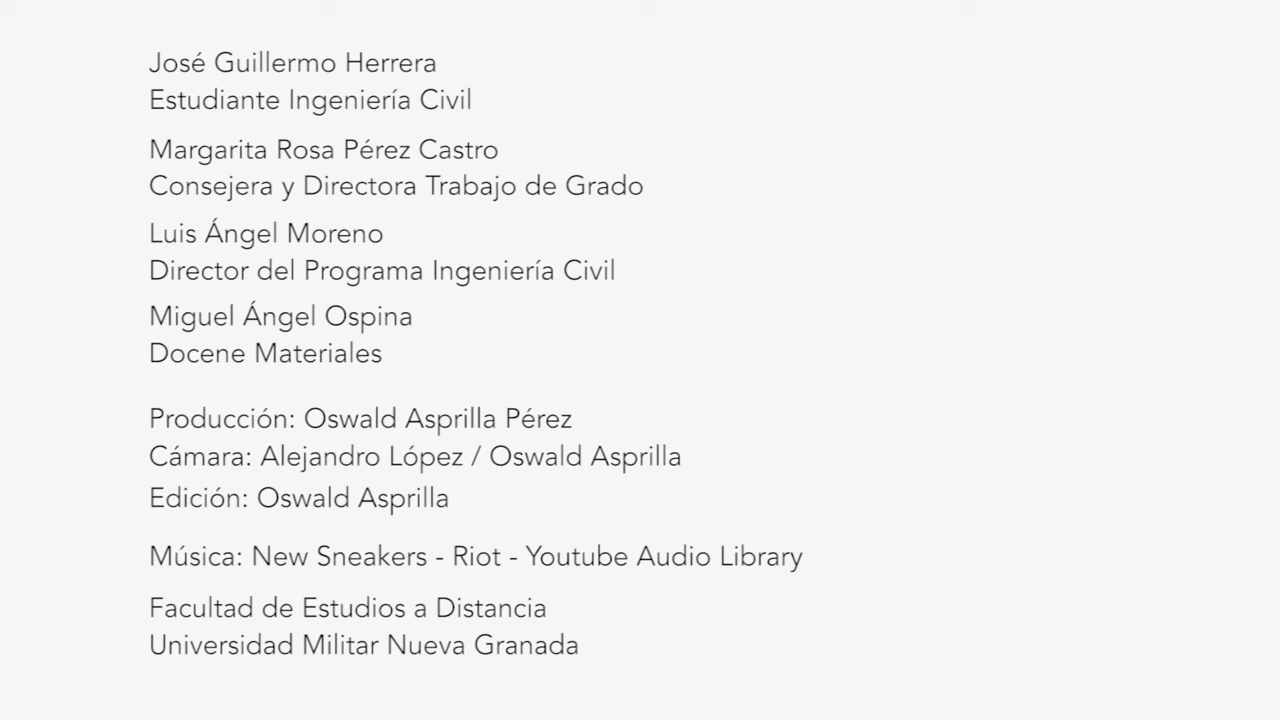 José Guillermo Herrera
Estudiante Ingeniería Civil
Margarita Rosa Pérez Castro
Consejera y Directora Trabajo de Grado
Luis Ángel Moreno
Director del Programa Ingeniería Civil
Miguel Ángel Ospina
Docene Materiales
Producción: Oswald Asprilla Pérez
Cámara: Alejandro López / Oswald Asprilla
Edición: Oswald Asprilla
Música: New Sneakers - Riot - Youtube Audio Library
Facultad de Estudios a Distancia
Universidad Militar Nueva Granada